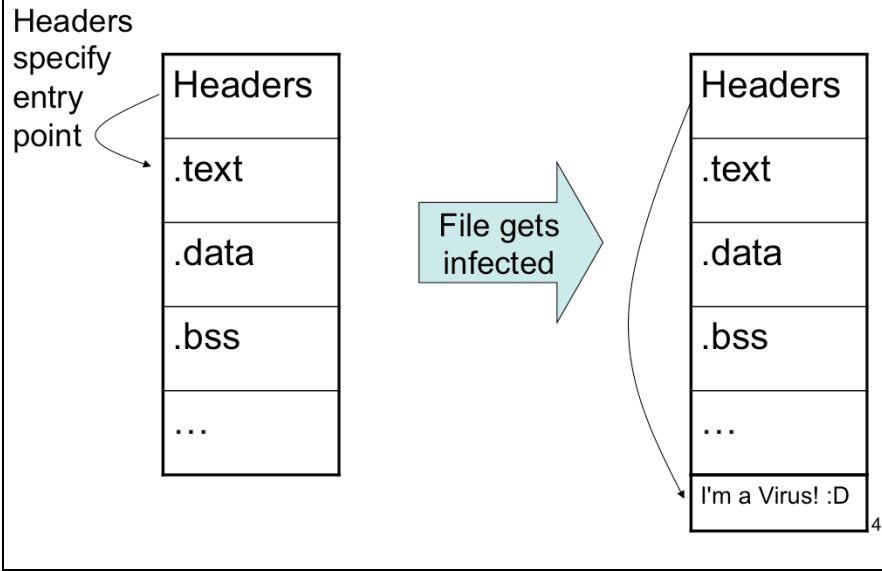 Headers
specify
entry
point
Headers
.text
.data
.bss
...
File gets
infected
Headers
.text
.data
.bss
...
I'm a Virus! :D
4